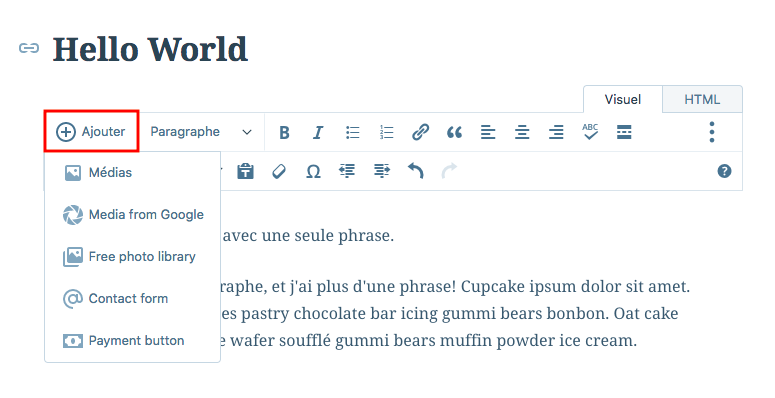 Hello World
Visuel HTML
Ajouter Paragraphe B I ABC
Ω ?
Médias
Media from Google
Free photo library
Contact form
Payment button
avec une seule phrase.
raphe, et j'ai plus d'une phrase! Cupcake ipsum dolor sit amet.
es pastry chocolate bar icing gummi bears bonbon. Oat cake
e wafer soufflé gummi bears muffin powder ice cream.